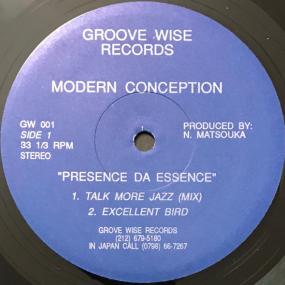 GROOVE WISE
RECORDS
MODERN CONCEPTION
GW 001
SIDE 1
33 1/3 RPM
STEREO
PRODUCED BY:
N. MATSOUKA
"PRESENCE DA ESSENCE"
1. TALK MORE JAZZ (MIX)
2. EXCELLENT BIRD
GROVE WISE RECORDS
(212) 679-5180
IN JAPAN CALL (0798) 66-7267